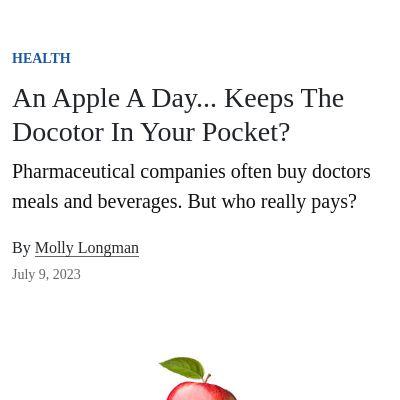 HEALTH
An Apple A Day... Keeps The
Docotor In Your Pocket?
Pharmaceutical companies often buy doctors
meals and beverages. But who really pays?
By Molly Longman
July 9, 2023